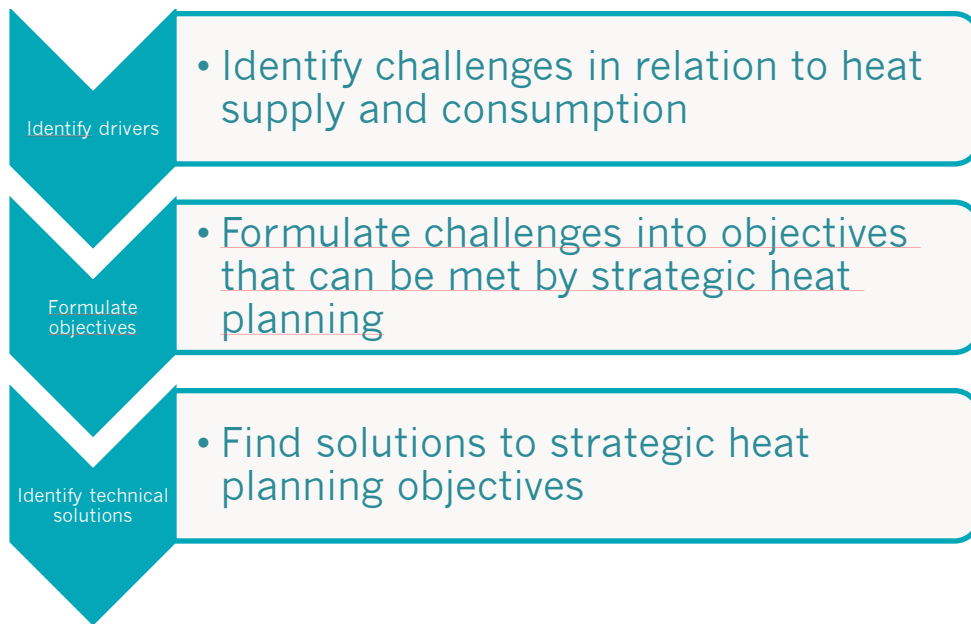 Identify drivers
• Identify challenges in relation to heat
supply and consumption
Formulate
objectives
• Formulate challenges into objectives
that can be met by strategic heat
planning
Identify technical
solutions
• Find solutions to strategic heat
planning objectives